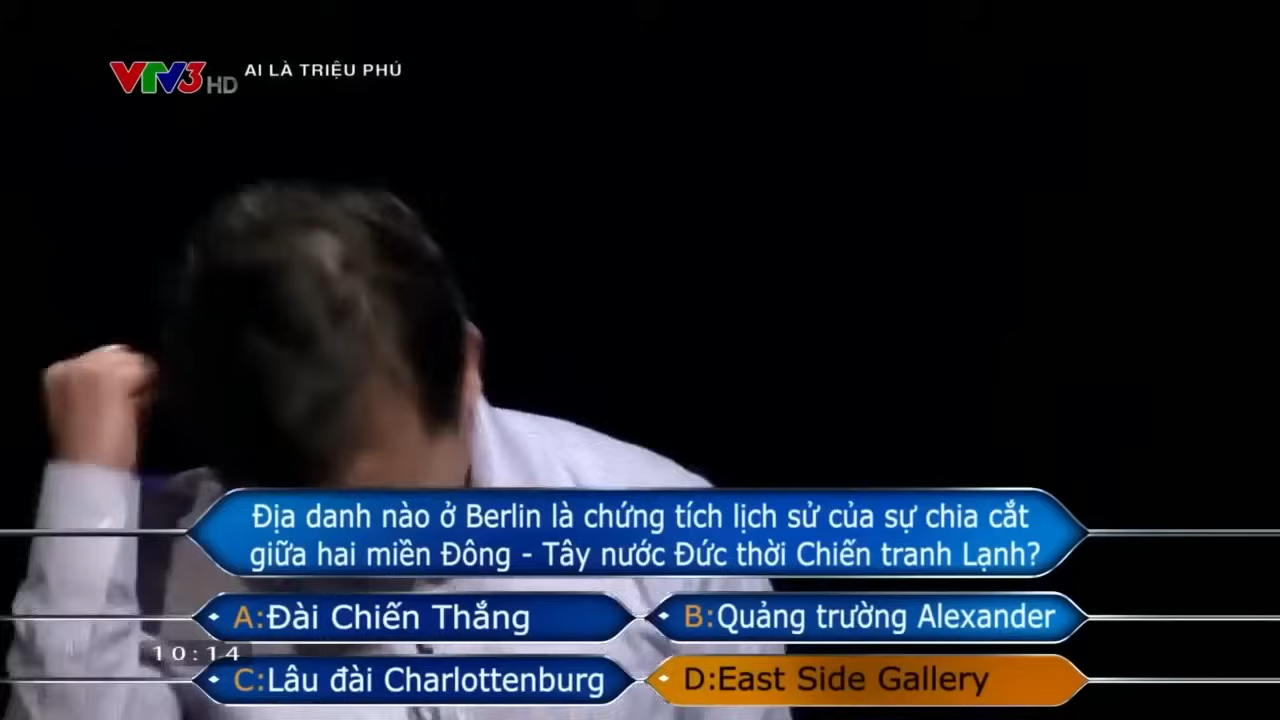 VTV3 HD
AI LÀ TRIỆU PHÚ
Địa danh nào ở Berlin là chứng tích lịch sử của sự chia cắt
giữa hai miền Đông - Tây nước Đức thời Chiến tranh Lạnh?
A:Đài Chiến Thắng
B:Quảng trường Alexander
10:14
C:Lâu đài Charlottenburg
D:East Side Gallery